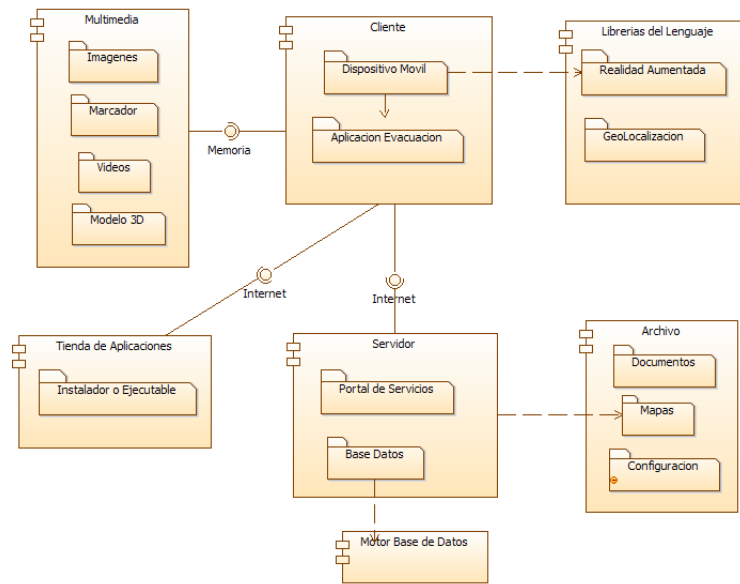 Multimedia
Imagenes
Marcador
Videos
Modelo 3D
Memoria
Cliente
Dispositivo Movil
Aplicacion Evacuacion
Librerias del Lenguaje
Realidad Aumentada
GeoLocalizacion
Internet
Internet
Tienda de Aplicaciones
Instalador o Ejecutable
Servidor
Portal de Servicios
Base Datos
Archivo
Documentos
Mapas
Configuracion
Motor Base de Datos